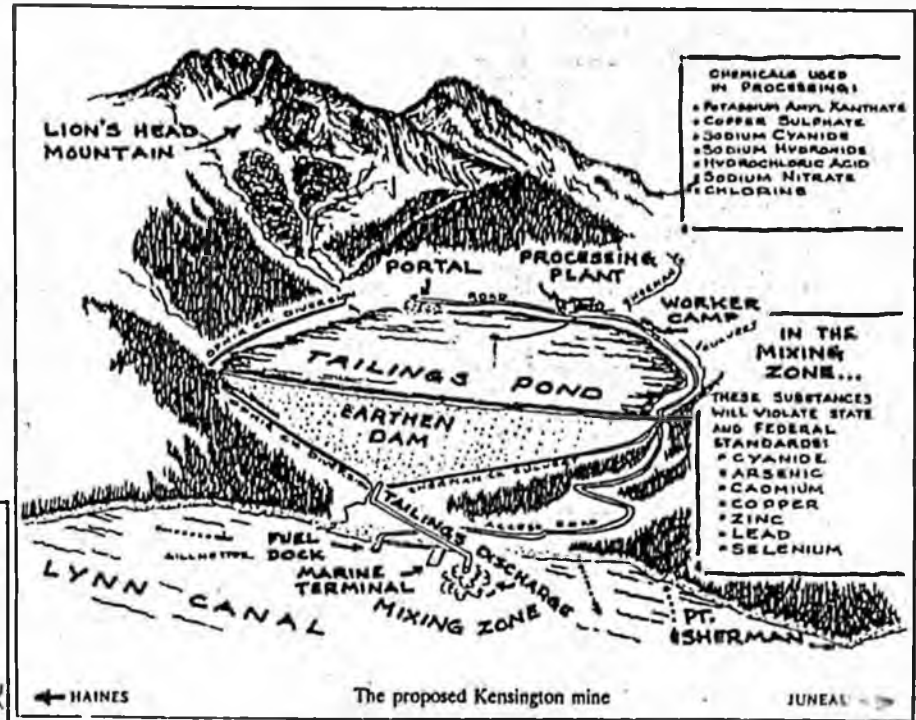 CHEMICALS USED
IN PROCESSING:
• POTASSIUM AMYL XANTHATE
• COPPER SULPHATE
• SODIUM CYANIDE
• SODIUM HYDROXIDE
• HYDROCHLORIC ACID
• SODIUM NITRATE
• CHLORINE
LION'S HEAD
MOUNTAIN
PORTAL
PROCESSING
PLANT
SHERMAN
ROAD
WORKER
CAMP
IN THE
MIXING
ZONE...
THESE SUBSTANCES
WILL VIOLATE STATE
AND FEDERAL
STANDARDS:
• CYANIDE
• ARSENIC
• CADMIUM
• COPPER
• ZINC
• LEAD
• SELENIUM
TAILINGS POND
EARTHEN
DAM
SHERMAN CR.
ACCESS ROAD
TAILINGS DISCHARGE
FUEL
DOCK
MARINE
TERMINAL
MIXING ZONE
LYNN CANAL
PT.
SHERMAN
HAINES
The proposed Kensington mine
JUNEAU